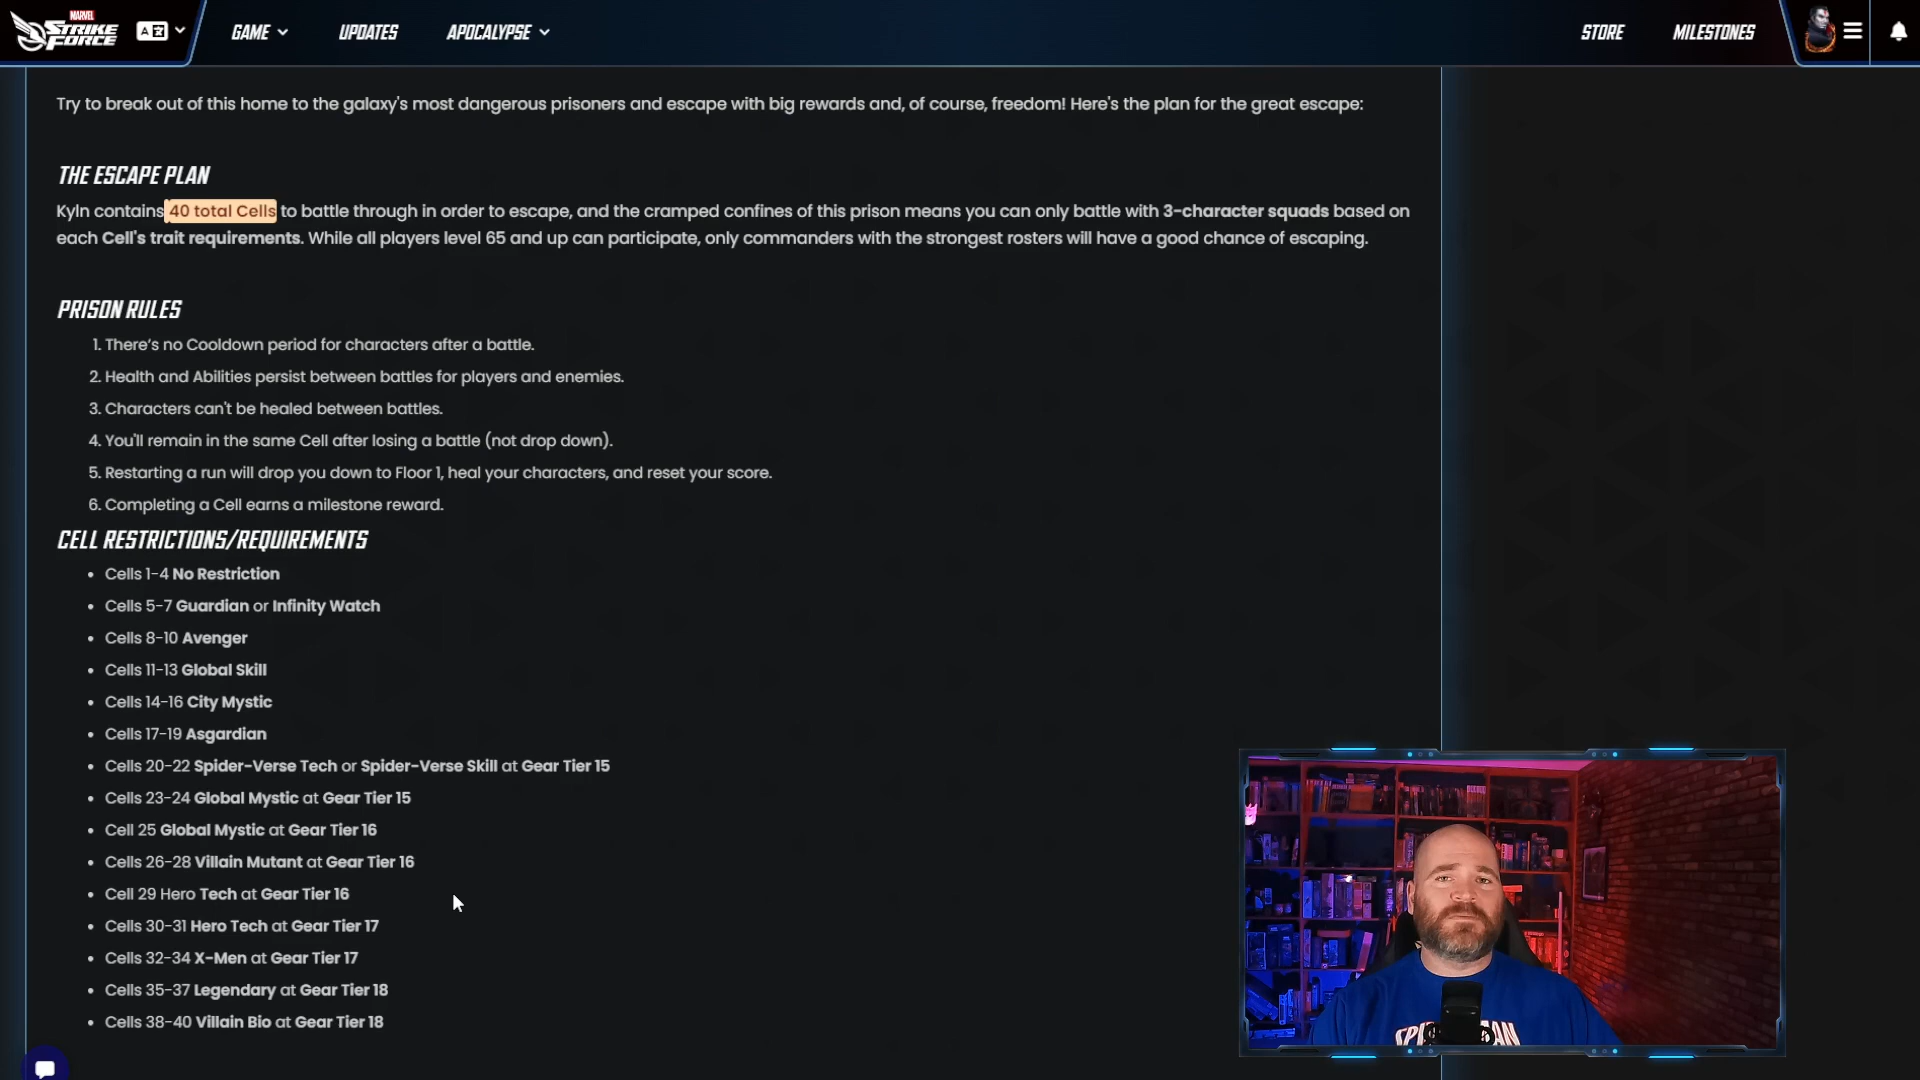 MARVEL
STRIKE
FORCE
GAME
UPDATES
APOCALYPSE
STORE
MILESTONES
Try to break out of this home to the galaxy's most dangerous prisoners and escape with big rewards and, of course, freedom! Here's the plan for the great escape:
THE ESCAPE PLAN
Kyln contains 40 total Cells to battle through in order to escape, and the cramped confines of this prison means you can only battle with 3-character squads based on
each Cell's trait requirements. While all players level 65 and up can participate, only commanders with the strongest rosters will have a good chance of escaping.
PRISON RULES
1. There's no Cooldown period for characters after a battle.
2. Health and Abilities persist between battles for players and enemies.
3. Characters can't be healed between battles.
4. You'll remain in the same Cell after losing a battle (not drop down).
5. Restarting a run will drop you down to Floor 1, heal your characters, and reset your score.
6. Completing a Cell earns a milestone reward.
CELL RESTRICTIONS/REQUIREMENTS
• Cells 1-4 No Restriction
• Cells 5-7 Guardian or Infinity Watch
• Cells 8-10 Avenger
• Cells 11-13 Global Skill
• Cells 14-16 City Mystic
• Cells 17-19 Asgardian
• Cells 20-22 Spider-Verse Tech or Spider-Verse Skill at Gear Tier 15
• Cells 23-24 Global Mystic at Gear Tier 15
• Cell 25 Global Mystic at Gear Tier 16
• Cells 26-28 Villain Mutant at Gear Tier 16
• Cell 29 Hero Tech at Gear Tier 16
• Cells 30-31 Hero Tech at Gear Tier 17
• Cells 32-34 X-Men at Gear Tier 17
• Cells 35-37 Legendary at Gear Tier 18
• Cells 38-40 Villain Bio at Gear Tier 18